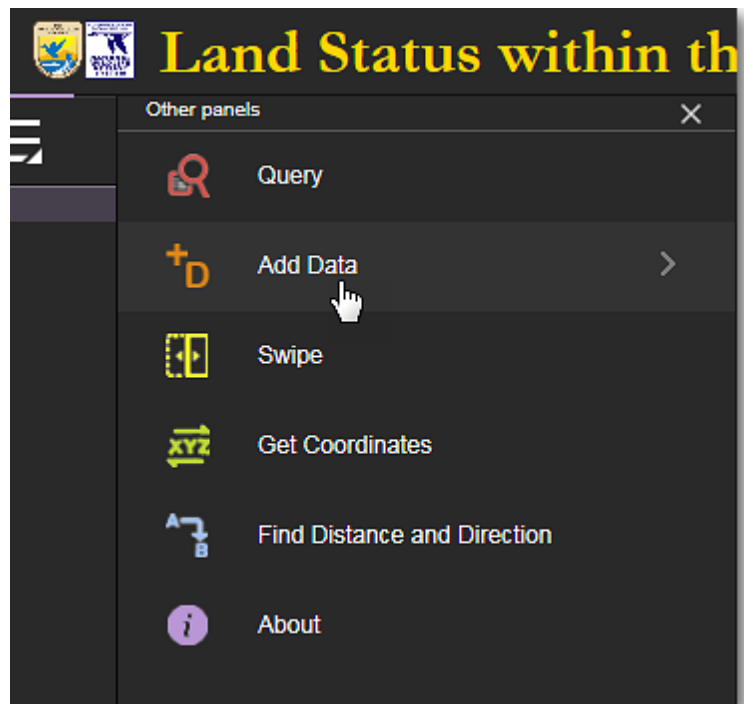 Land Status within th
Other panels
Query
+D
Add Data
Swipe
XYZ
Get Coordinates
A
B
Find Distance and Direction
i
About